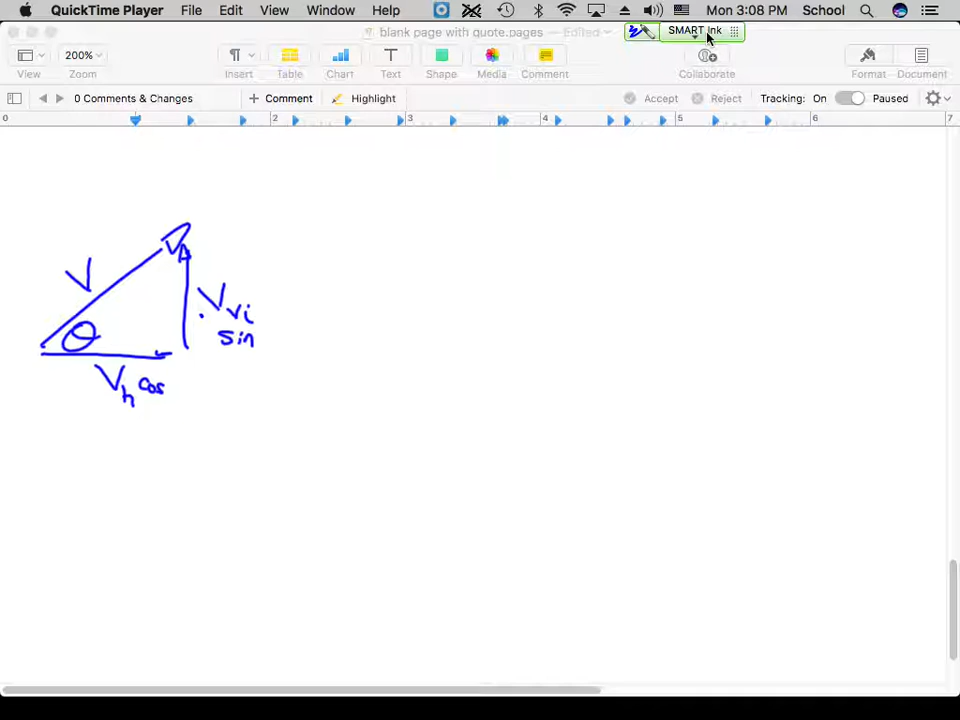 QuickTime Player File Edit View Window Help Mon 3:08 PM School
blank page with quote.pages — Edited
SMART Ink
200%
View Zoom Insert Table Chart Text Shape Media Comment Collaborate Format Document
0 Comments & Changes + Comment Highlight Accept Reject Tracking: On Paused
0 2 3 4 5 6 7
V
θ
Vvi
sin
Vh cos